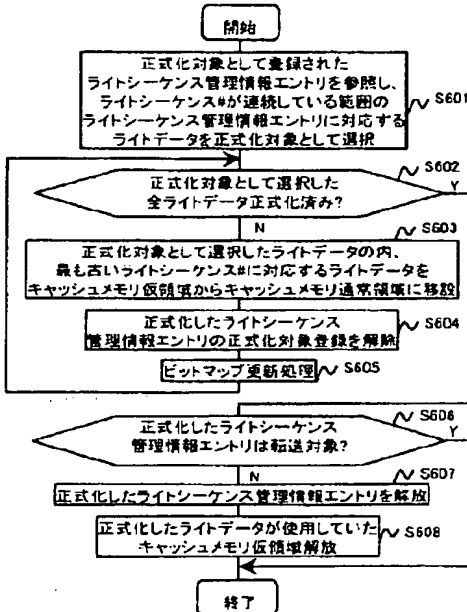 開始
正式化対象として登録された
ライトシーケンス管理情報エントリを参照し、
ライトシーケンス#が連続している範囲の
ライトシーケンス管理情報エントリに対応する
ライトデータを正式化対象として選択
S601
S602
正式化対象として選択した
全ライトデータ正式化済み?
Y
N
S603
正式化対象として選択したライトデータの内、
最も古いライトシーケンス#に対応するライトデータを
キャッシュメモリ仮領域からキャッシュメモリ通常領域に移設
S604
正式化したライトシーケンス
管理情報エントリの正式化対象登録を解除
ビットマップ更新処理
S605
S606
正式化したライトシーケンス
管理情報エントリは転送対象?
Y
N
S607
正式化したライトシーケンス管理情報エントリを解放
正式化したライトデータが使用していた
キャッシュメモリ仮領域解放
S608
終了